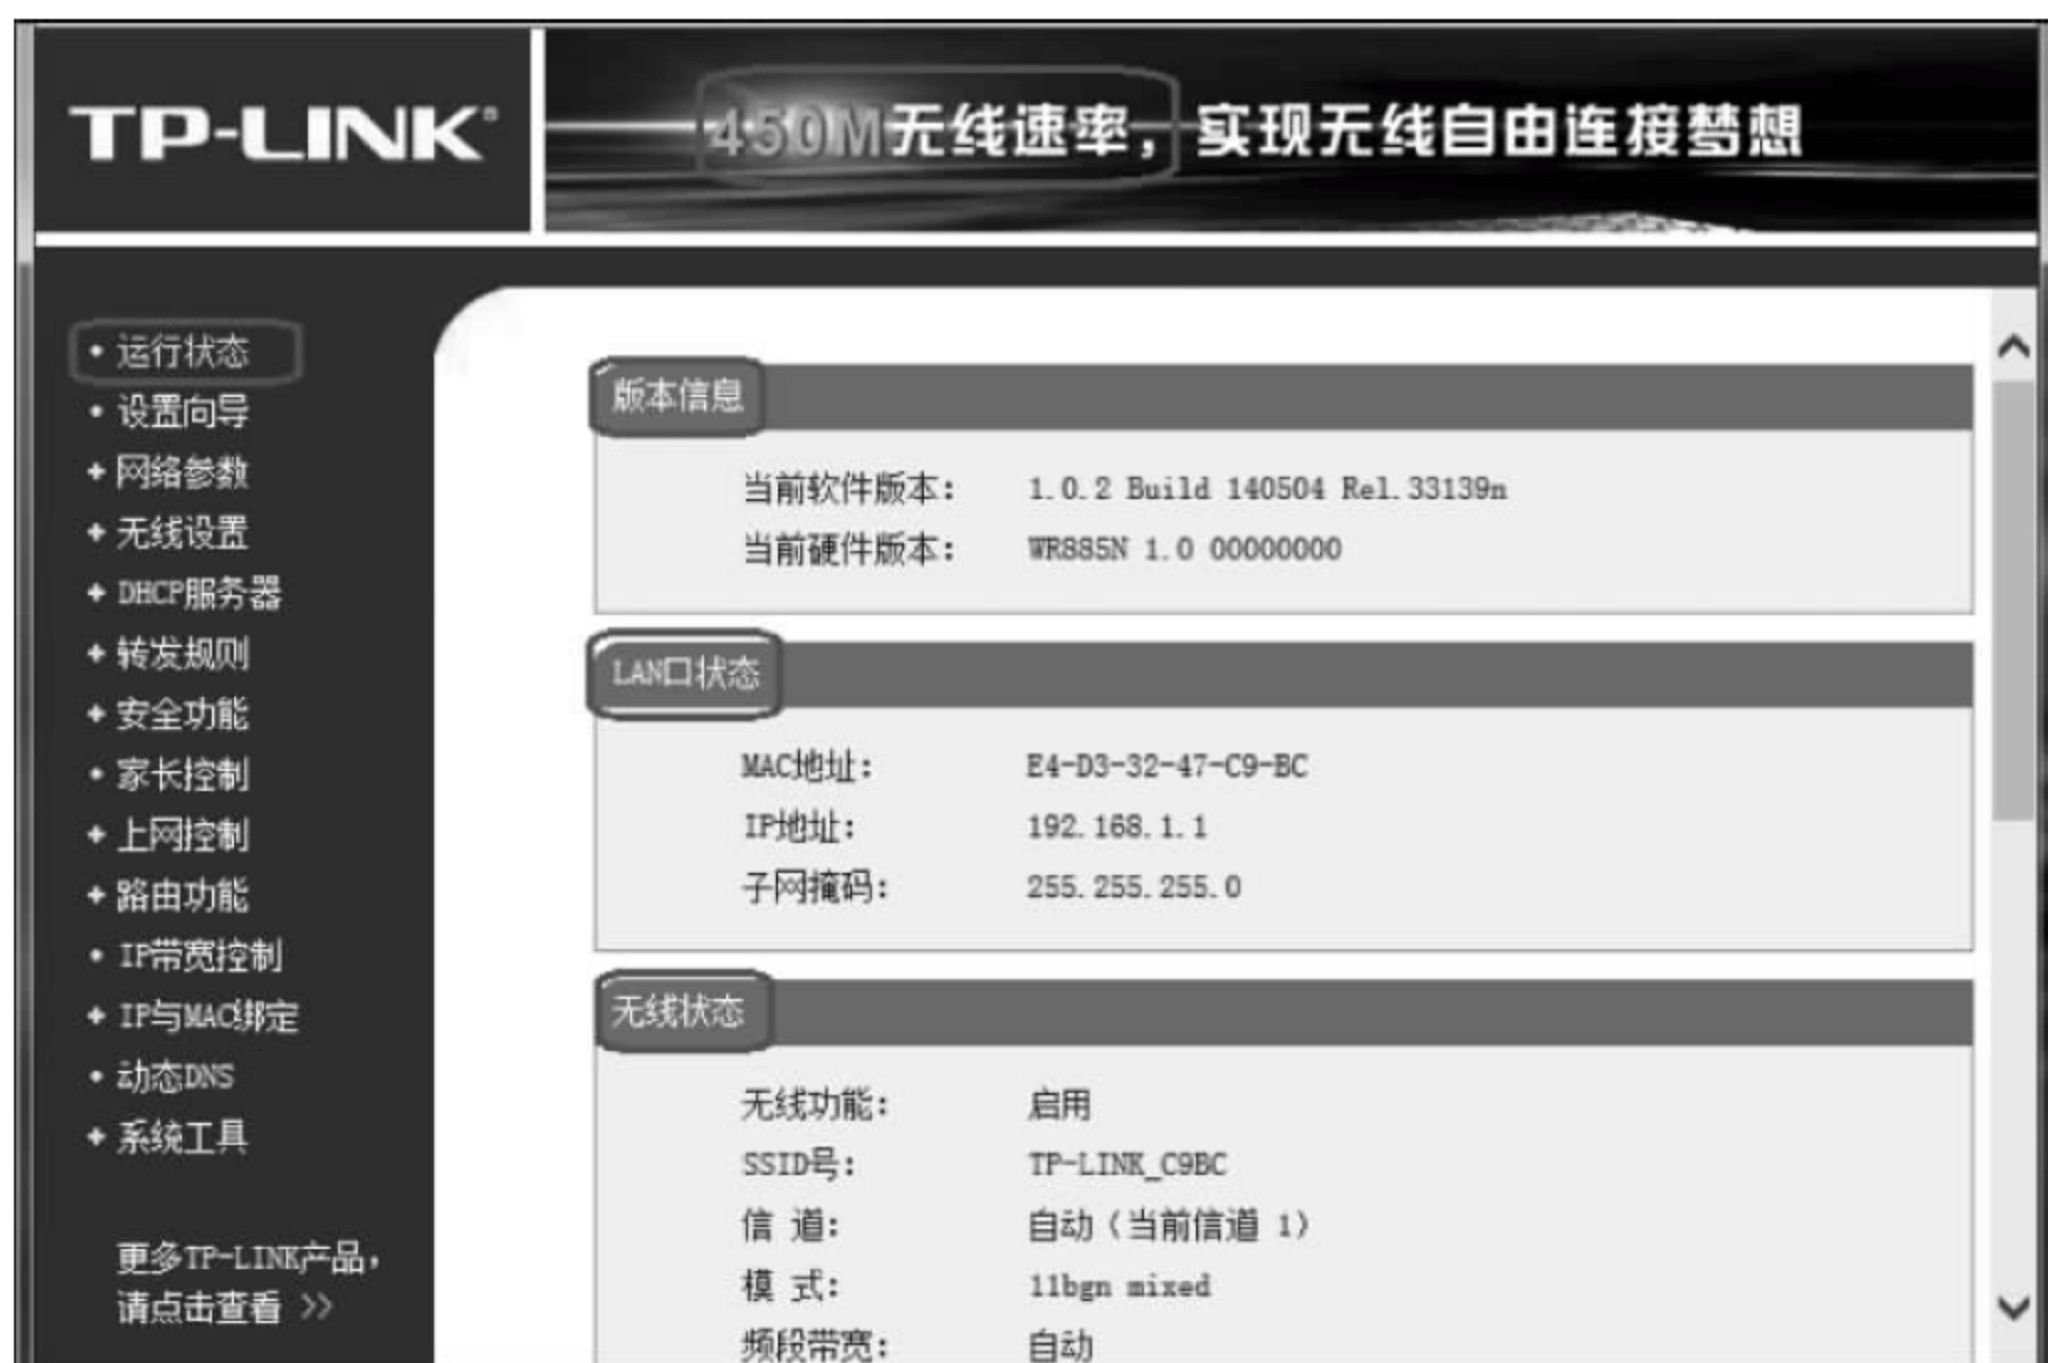 TP-LINK®
450M无线速率，实现无线自由连接梦想
• 运行状态
• 设置向导
+ 网络参数
+ 无线设置
+ DHCP服务器
+ 转发规则
+ 安全功能
• 家长控制
+ 上网控制
+ 路由功能
• IP带宽控制
+ IP与MAC绑定
• 动态DNS
+ 系统工具
更多TP-LINK产品，
请点击查看 >>
版本信息
当前软件版本： 1.0.2 Build 140504 Rel.33139n
当前硬件版本： WR885N 1.0 00000000
LAN口状态
MAC地址： E4-D3-32-47-C9-BC
IP地址： 192.168.1.1
子网掩码： 255.255.255.0
无线状态
无线功能： 启用
SSID号： TP-LINK_C9BC
信 道： 自动（当前信道 1）
模 式： 11bgn mixed
频段带宽： 自动